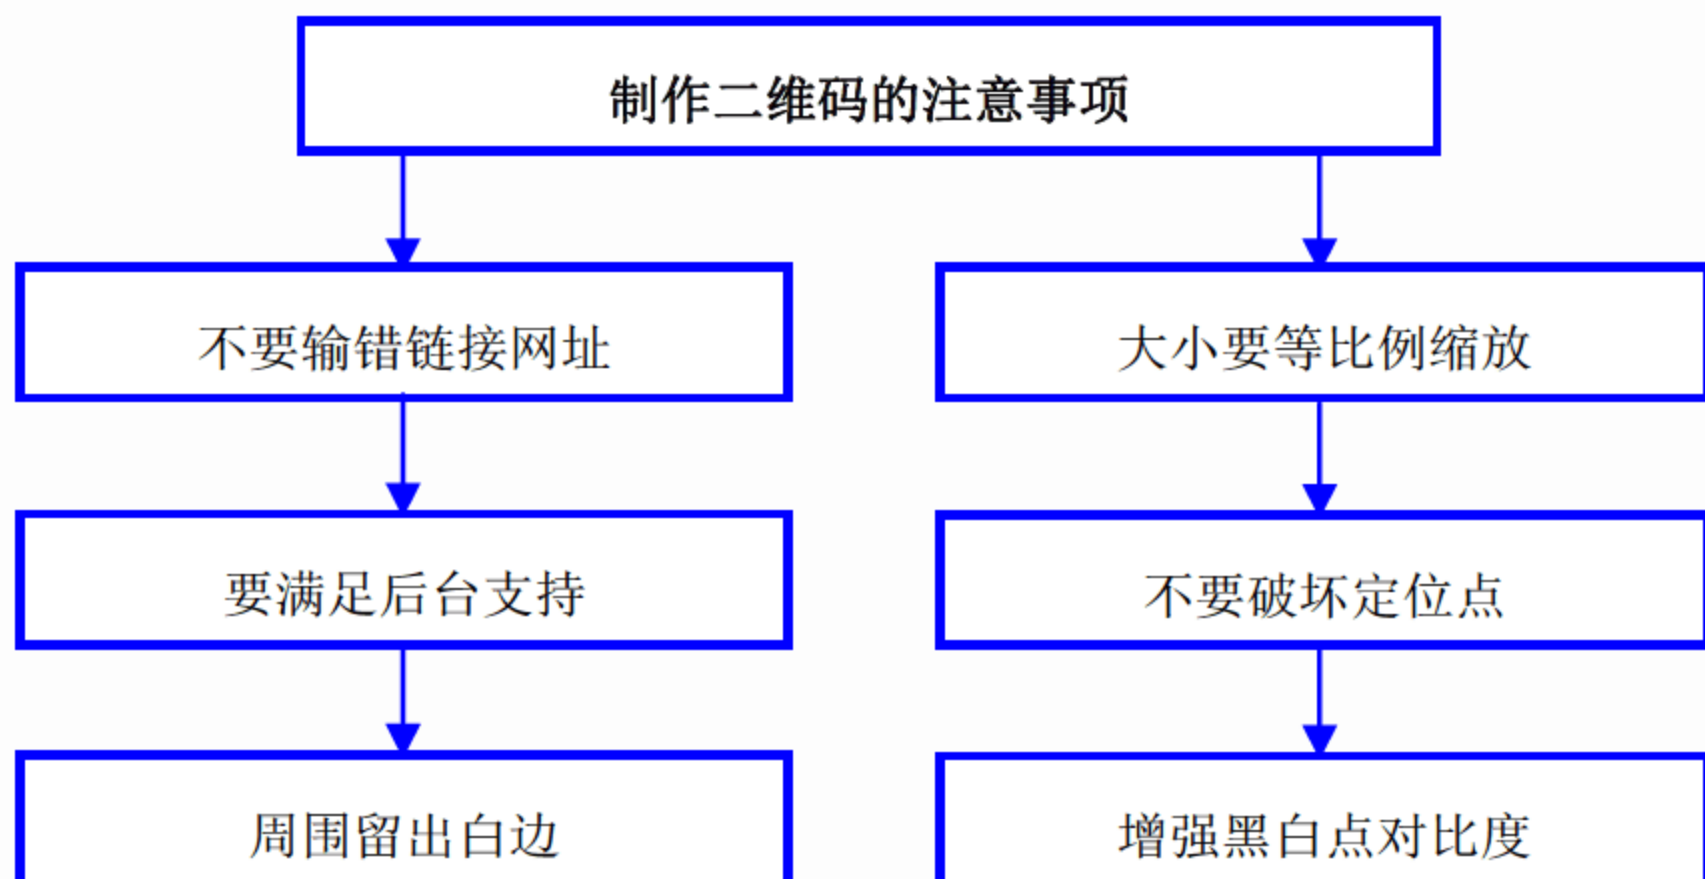 制作二维码的注意事项
不要输错链接网址
大小要等比例缩放
要满足后台支持
不要破坏定位点
周围留出白边
增强黑白点对比度